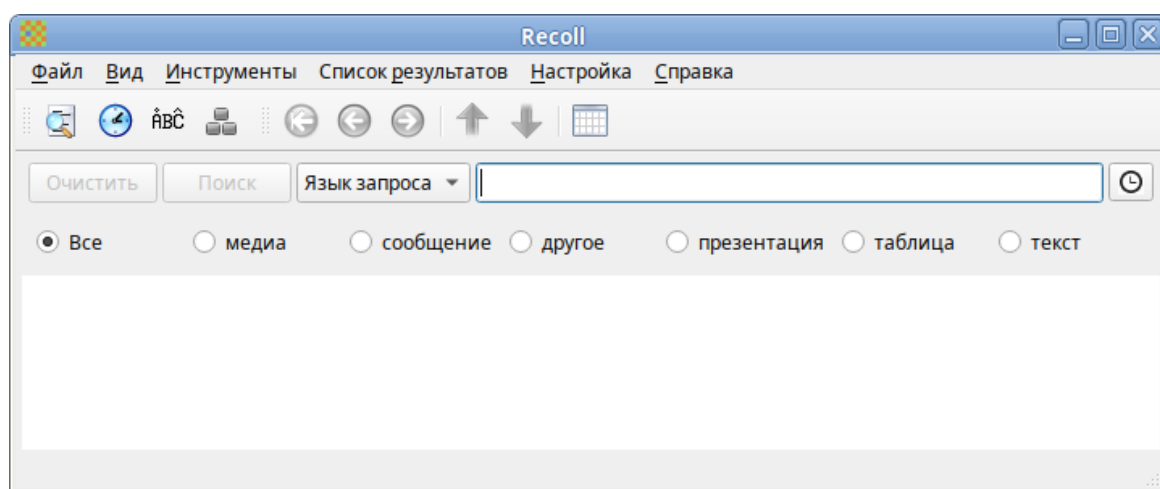 Recoll
Файл Вид Инструменты Список результатов Настройка Справка
ÅBĈ
Очистить Поиск Язык запроса
Все медиа сообщение другое презентация таблица текст